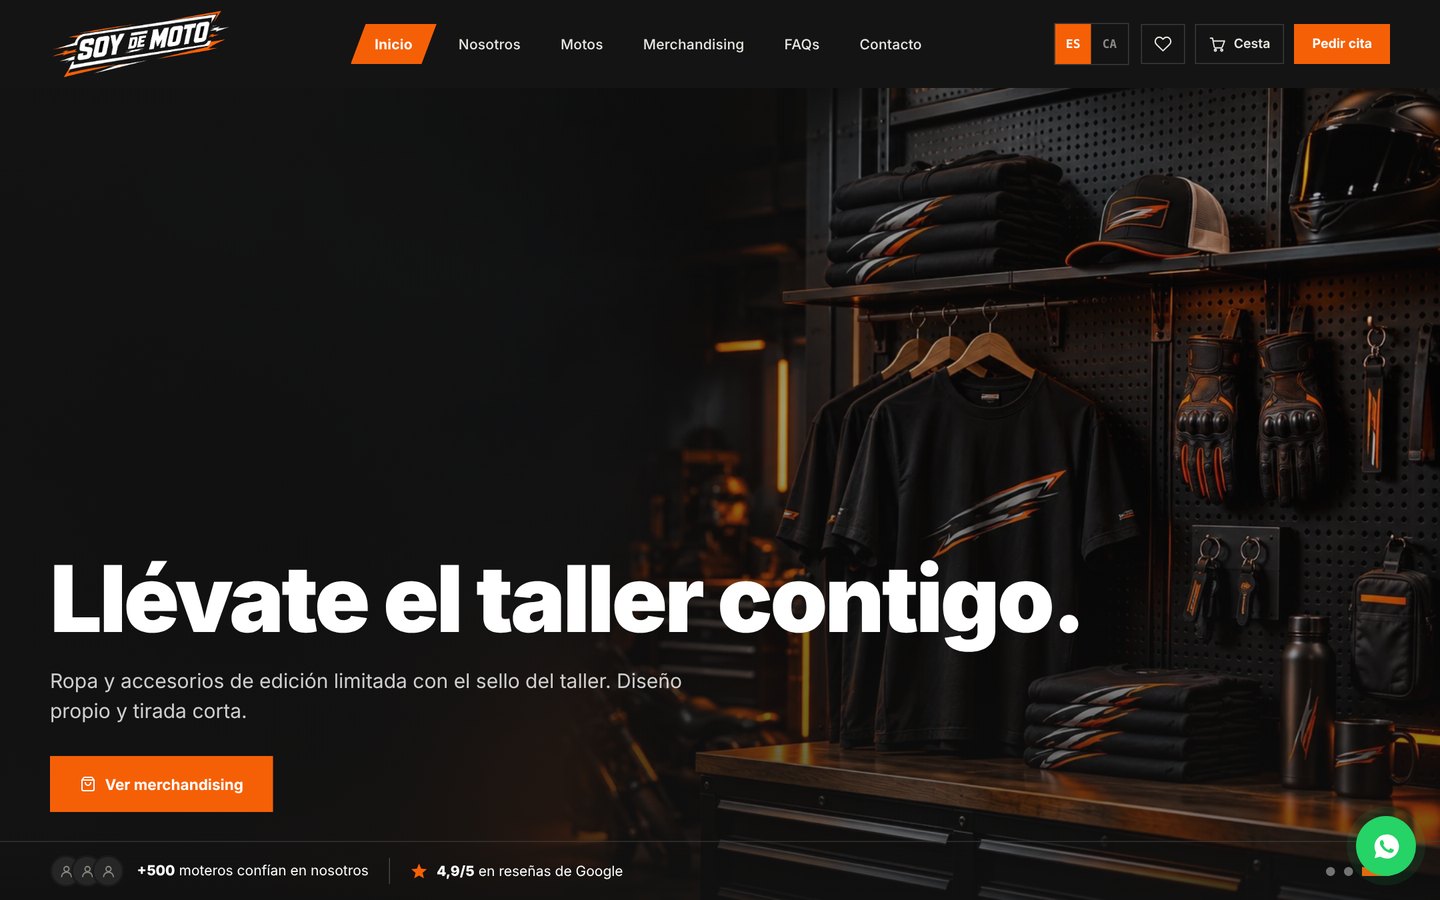 SOY DE MOTO
Inicio
Nosotros
Motos
Merchandising
FAQs
Contacto
ES
CA
Cesta
Pedir cita
Llévate el taller contigo.
Ropa y accesorios de edición limitada con el sello del taller. Diseño
propio y tirada corta.
Ver merchandising
+500 moteros confían en nosotros
4,9/5 en reseñas de Google